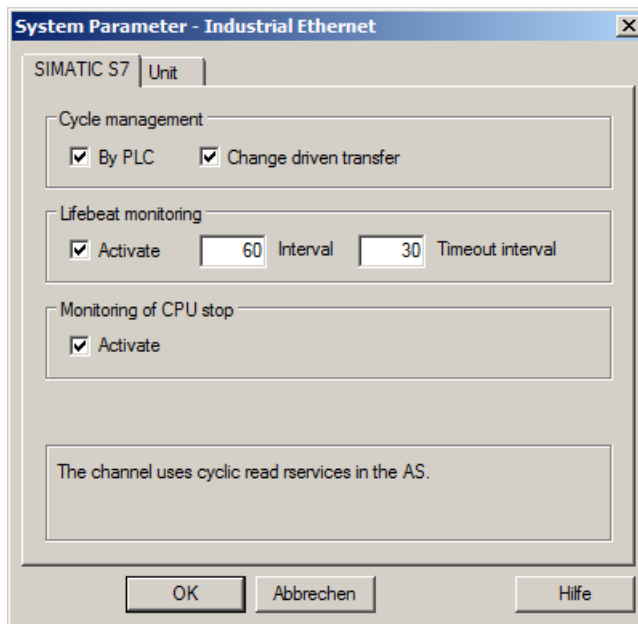 System Parameter - Industrial Ethernet
SIMATIC S7 Unit
Cycle management
By PLC Change driven transfer
Lifebeat monitoring
Activate 60 Interval 30 Timeout interval
Monitoring of CPU stop
Activate
The channel uses cyclic read rservices in the AS.
OK Abbrechen Hilfe